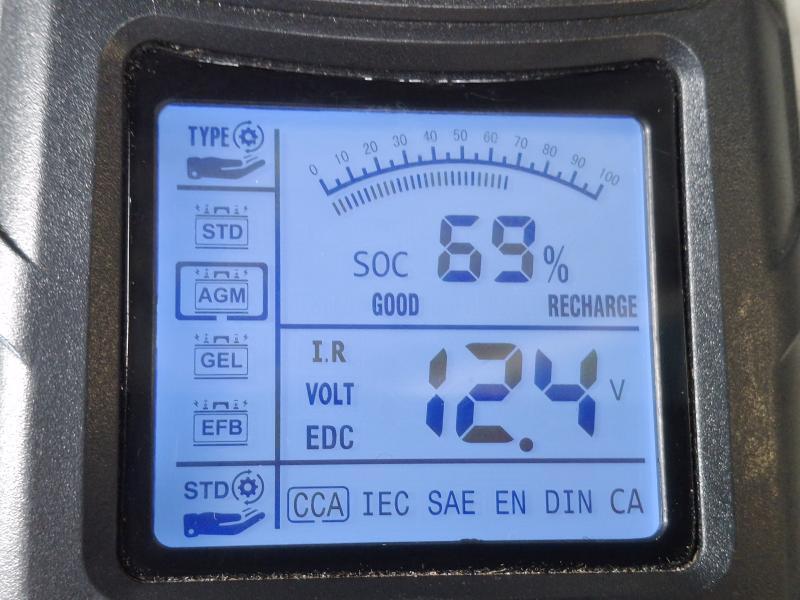 TYPE
0 10 20 30 40 50 60 70 80 90 100
STD
SOC 69%
GOOD RECHARGE
AGM
I.R
GEL
VOLT 12.4 V
EFB
EDC
STD
CCA IEC SAE EN DIN CA